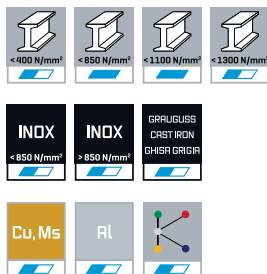 <400 N/mm² <850 N/mm² <1100 N/mm² <1300 N/mm²
INOX
<850 N/mm²
INOX
>850 N/mm²
GRAUGUSS
CAST IRON
GHISA GRIGIA
Cu, Ms
Al